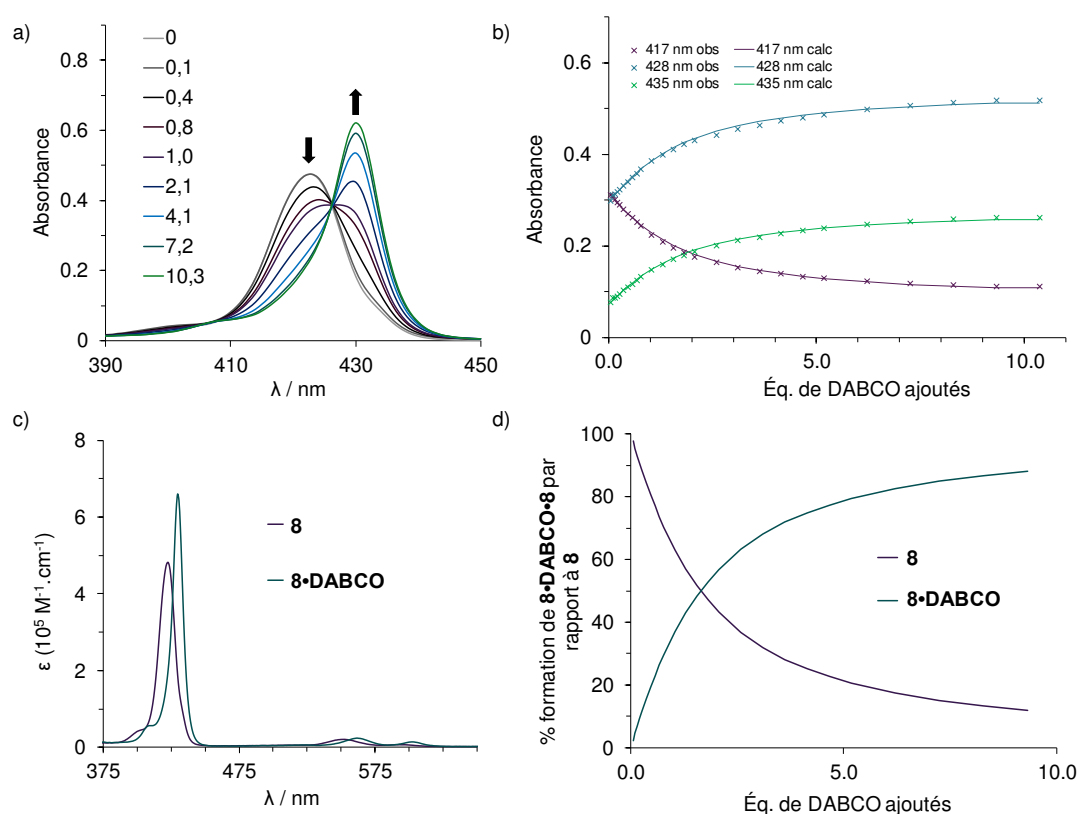 a)
0
0,1
0,4
0,8
1,0
2,1
4,1
7,2
10,3
Absorbance
0.8
0.6
0.4
0.2
0
390
410
430
450
λ / nm
b)
417 nm obs
417 nm calc
428 nm obs
428 nm calc
435 nm obs
435 nm calc
Absorbance
0.6
0.4
0.2
0
0.0
5.0
10.0
Éq. de DABCO ajoutés
c)
ε (10⁵ M⁻¹.cm⁻¹)
8
6
4
2
0
375
475
575
λ / nm
8
8•DABCO
d)
% formation de 8•DABCO•8 par
rapport à 8
100
80
60
40
20
0
0.0
5.0
10.0
8
8•DABCO
Éq. de DABCO ajoutés